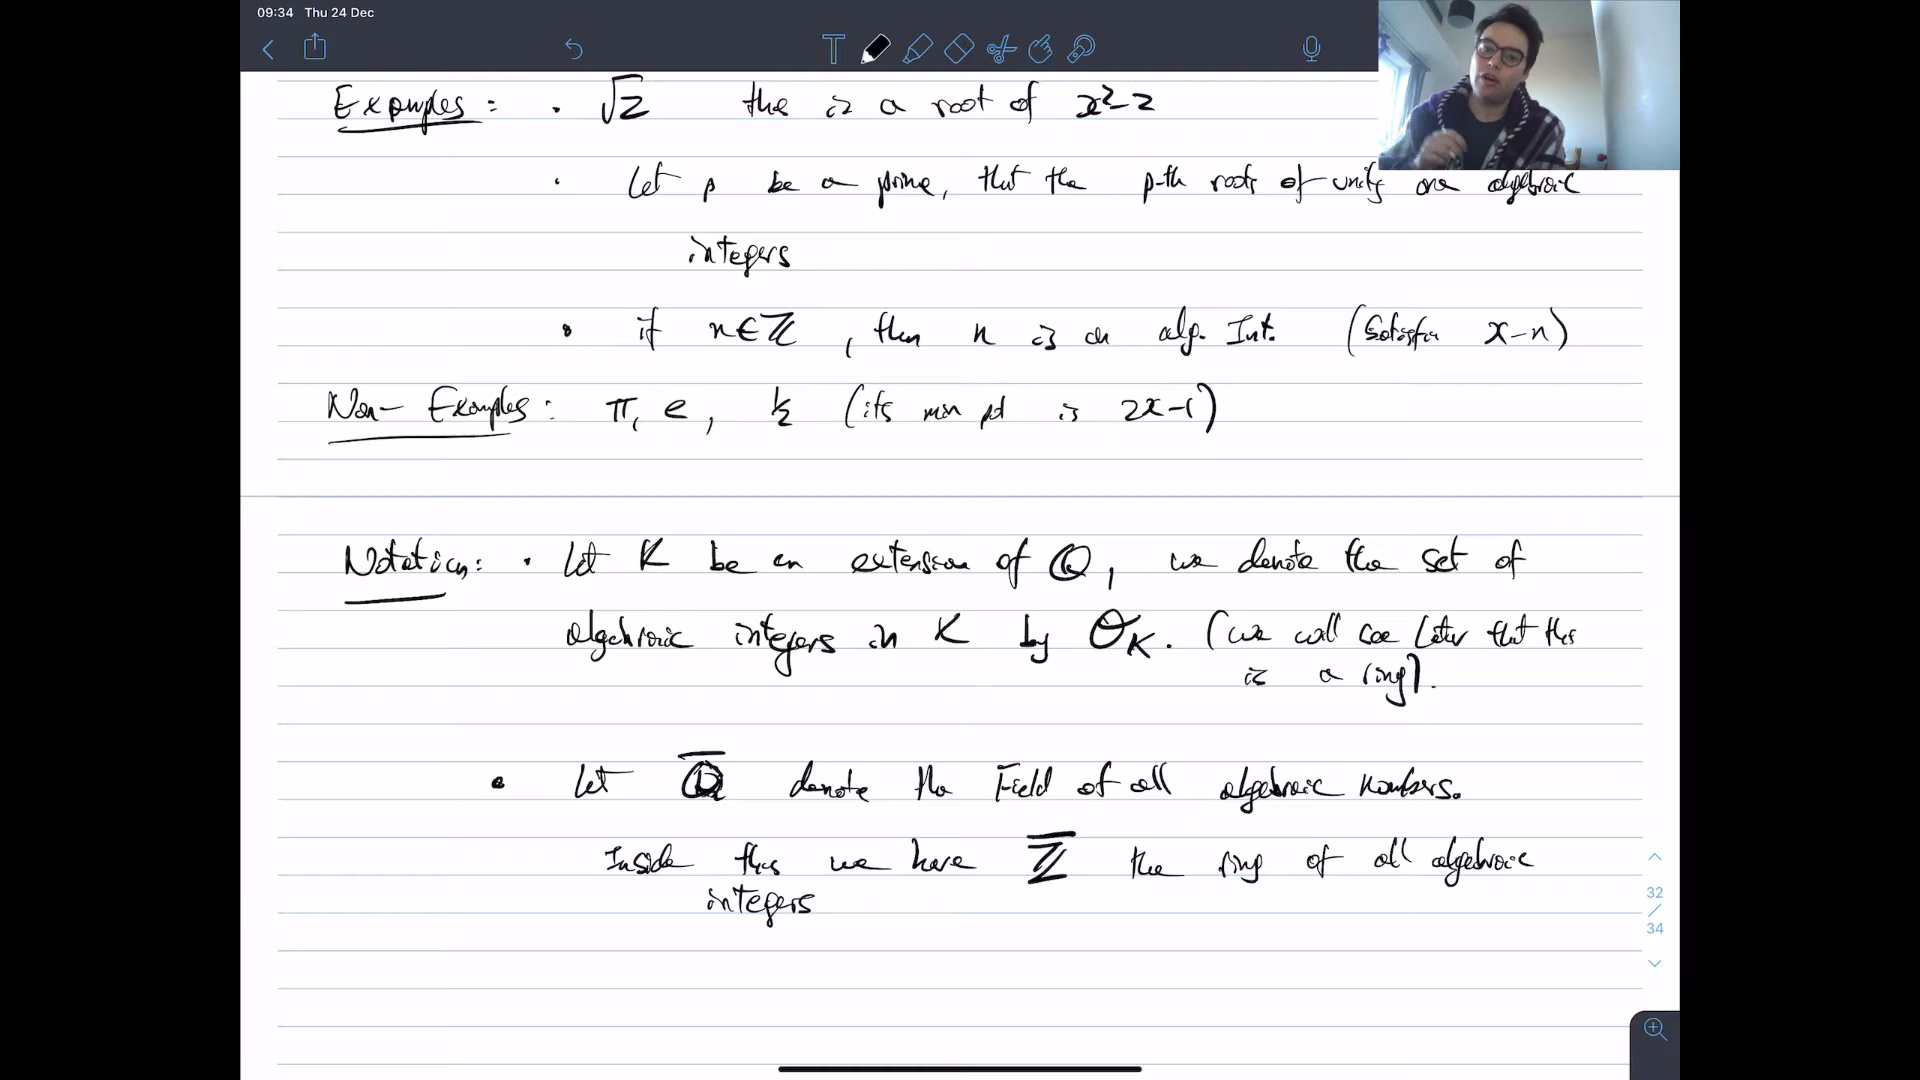 09:34 Thu 24 Dec
T
Examples: • √2 this is a root of x²-2
• Let p be a prime, that the p-th roots of unity are algebraic
integers
• if n∈ℤ, then n is an alg. Int. (satisfies x-n)
Non-Examples: π, e, ½ (its min pol is 2x-1)
Notation: • Let K be an extension of ℚ, we denote the set of
algebraic integers in K by 𝒪_K. (we will see later that this
is a ring).
• Let ℚ̅ denote the Field of all algebraic numbers.
Inside this we have ℤ̅ the ring of all algebraic
integers
32
/
34